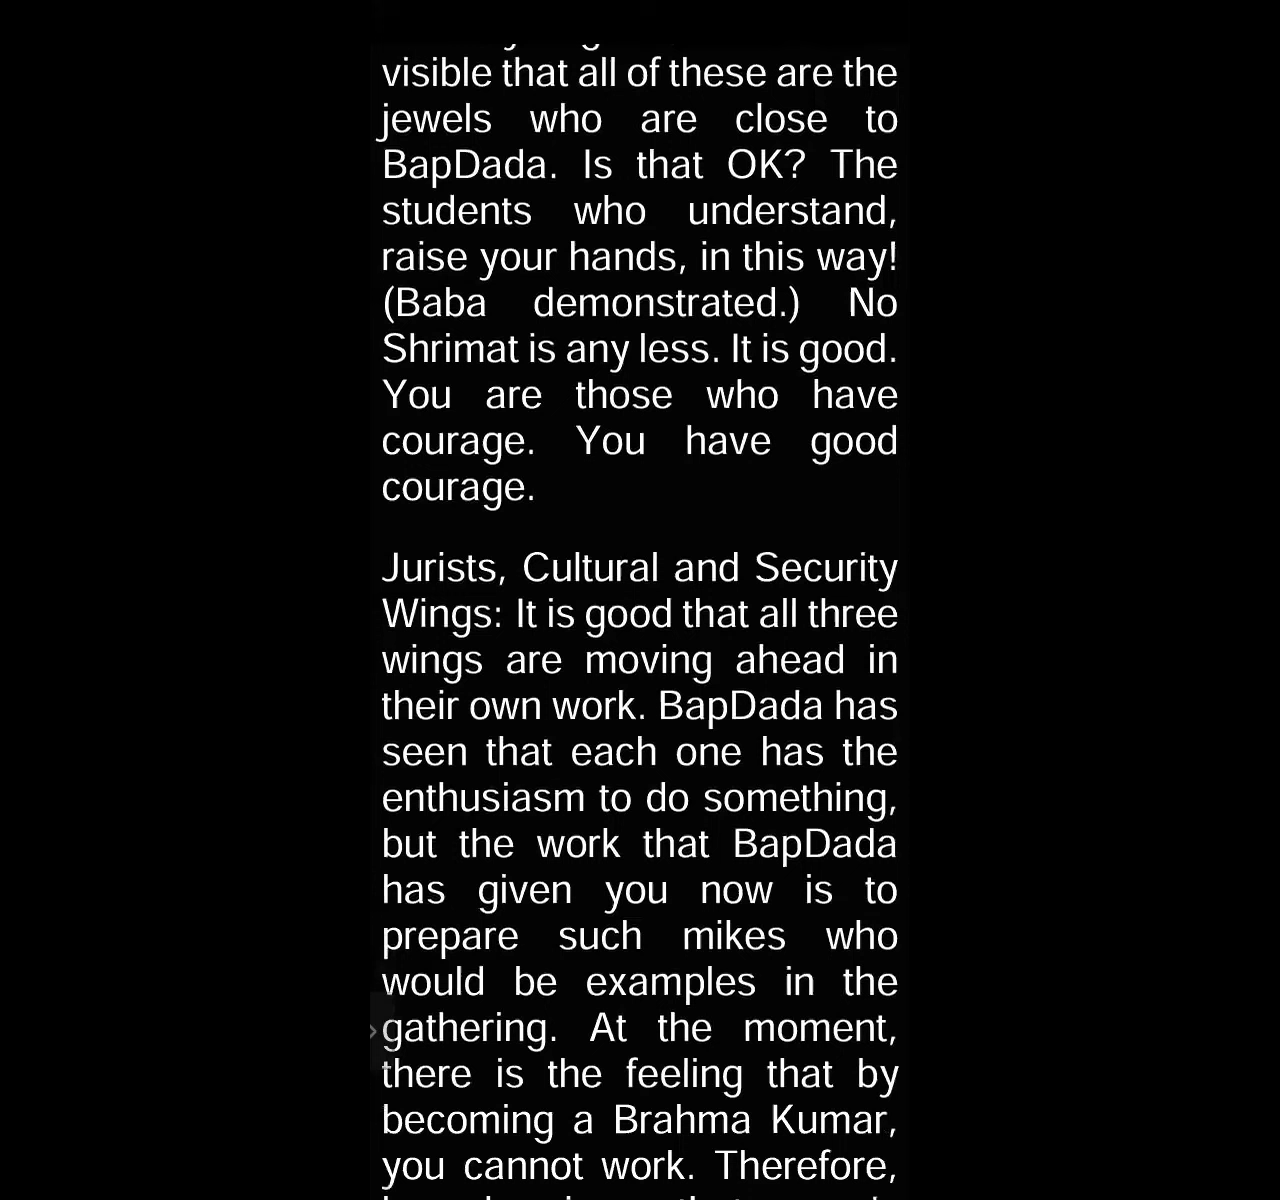 visible that all of these are the
jewels who are close to
BapDada. Is that OK? The
students who understand,
raise your hands, in this way!
(Baba demonstrated.) No
Shrimat is any less. It is good.
You are those who have
courage. You have good
courage.
Jurists, Cultural and Security
Wings: It is good that all three
wings are moving ahead in
their own work. BapDada has
seen that each one has the
enthusiasm to do something,
but the work that BapDada
has given you now is to
prepare such mikes who
would be examples in the
gathering. At the moment,
there is the feeling that by
becoming a Brahma Kumar,
you cannot work. Therefore,